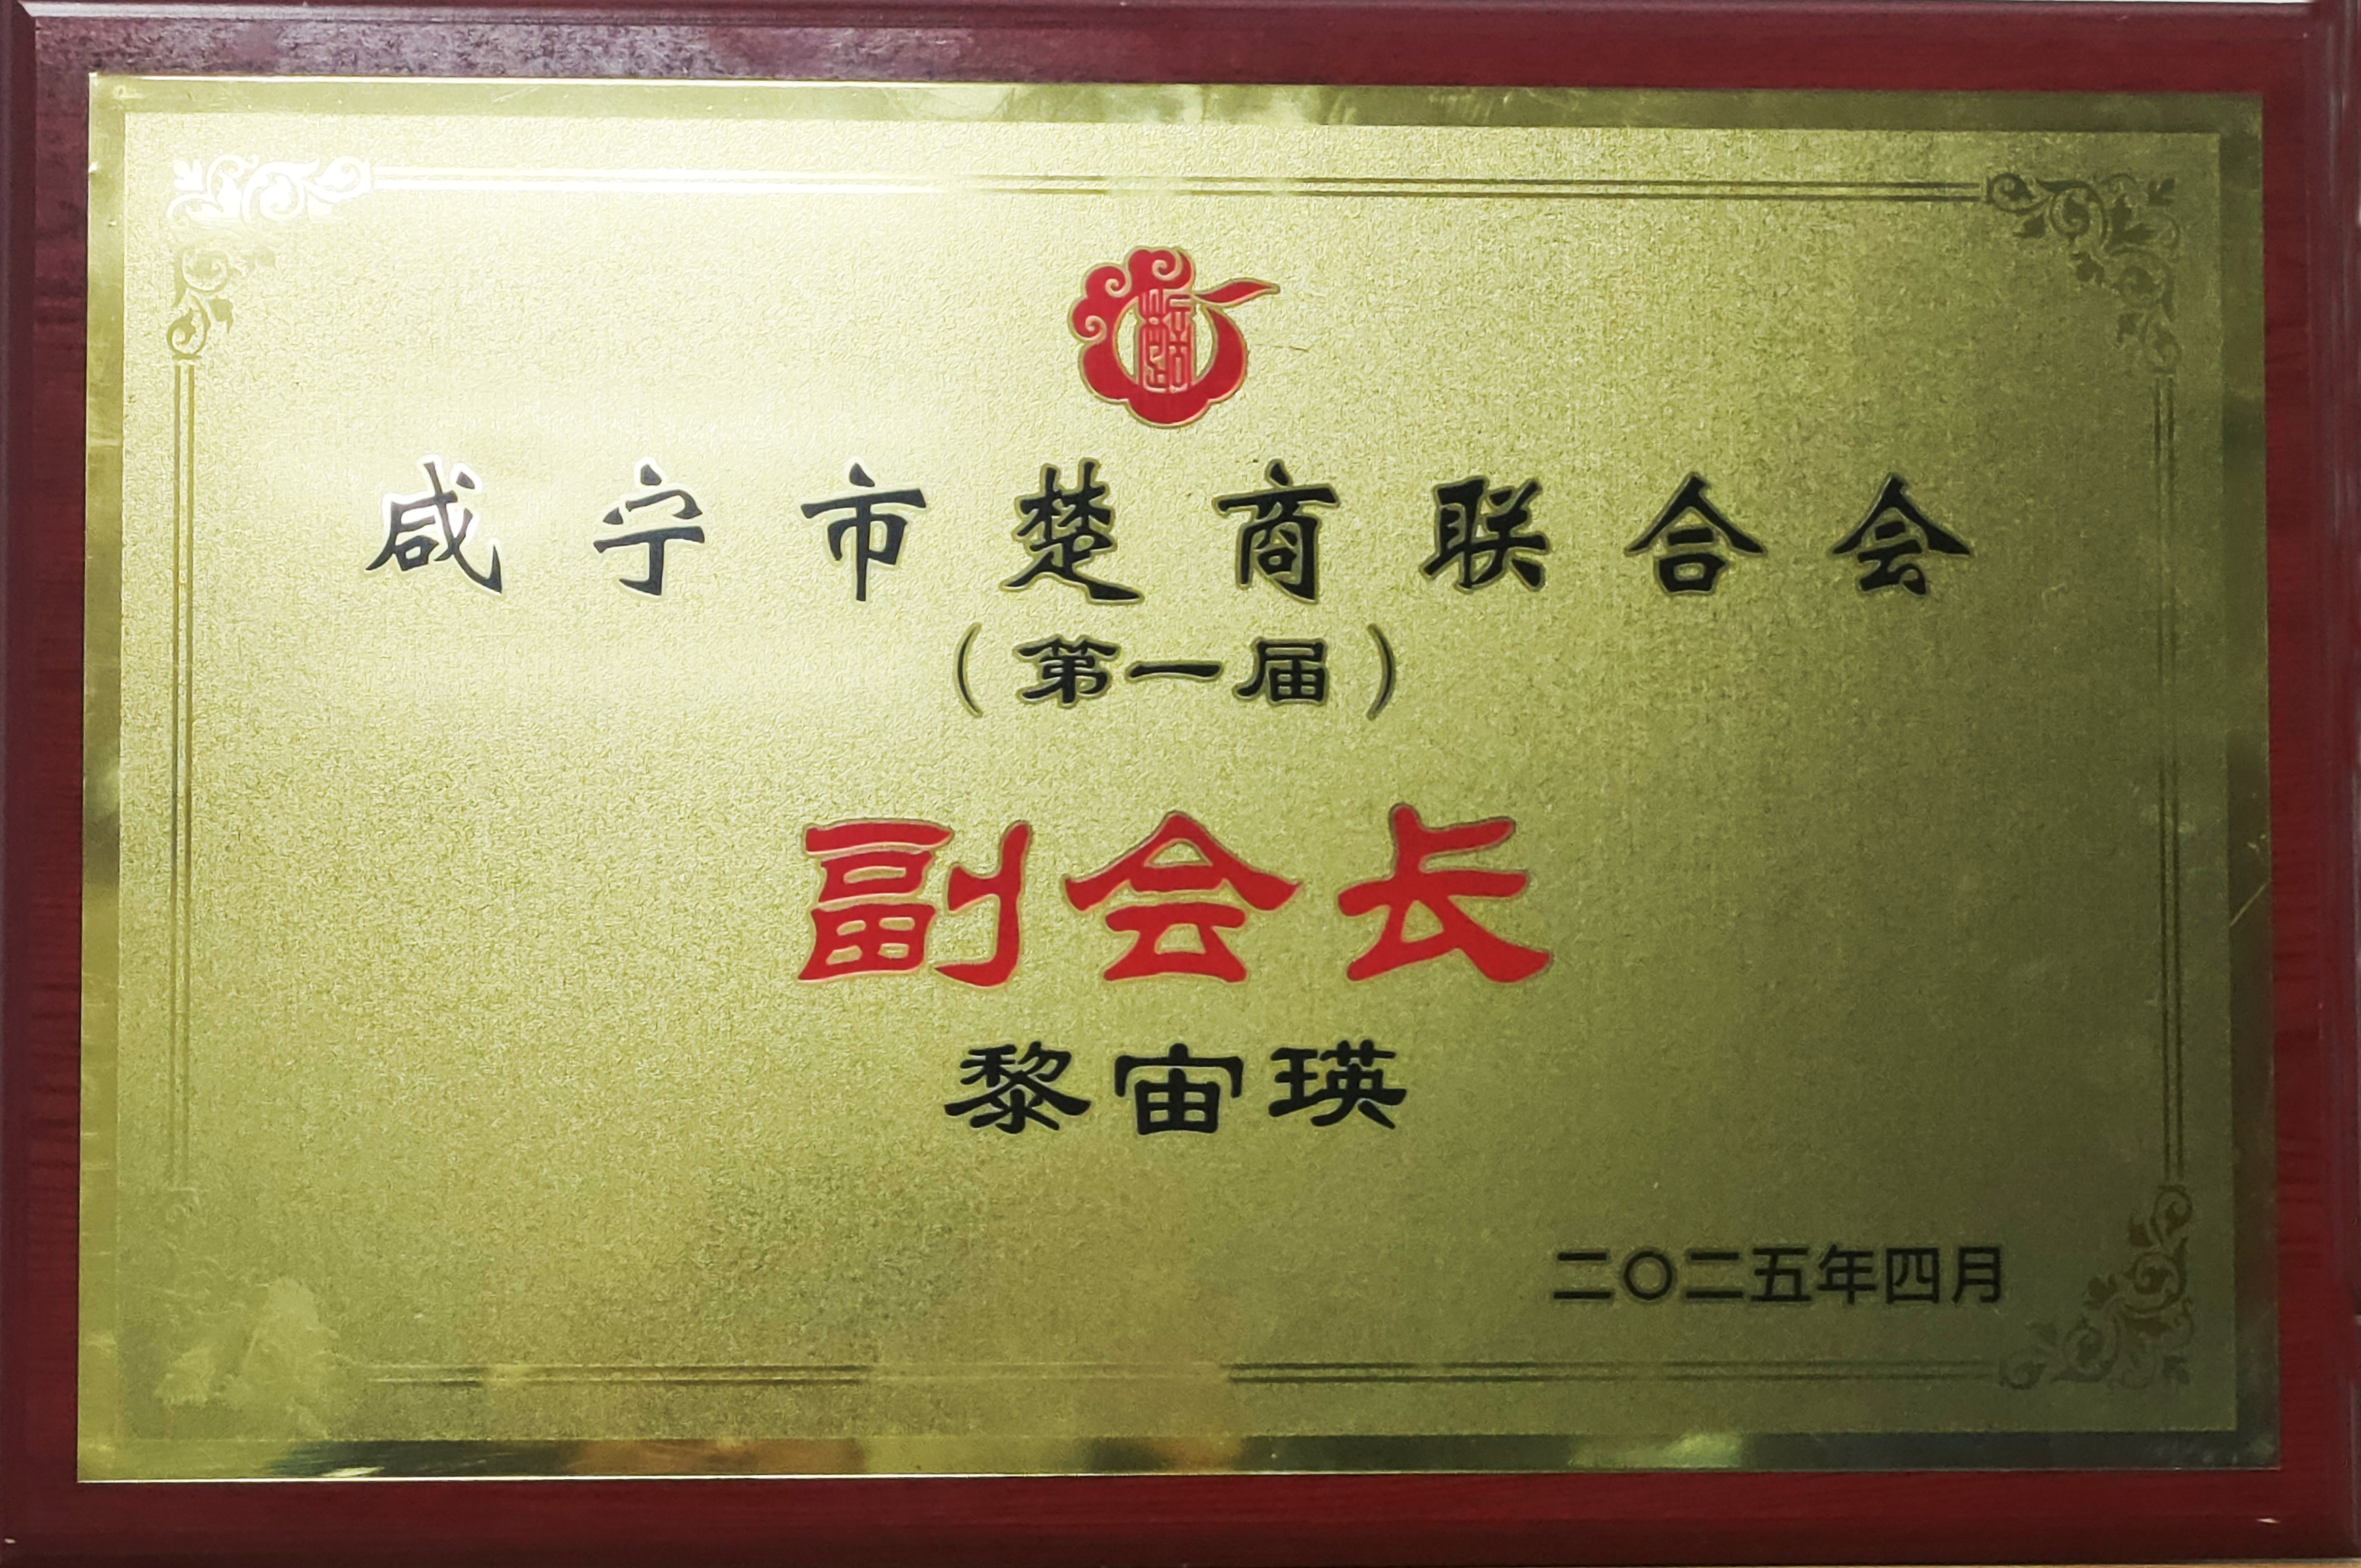 咸宁市楚商联合会
（第一届）
副会长
黎宙瑛
二〇二五年四月